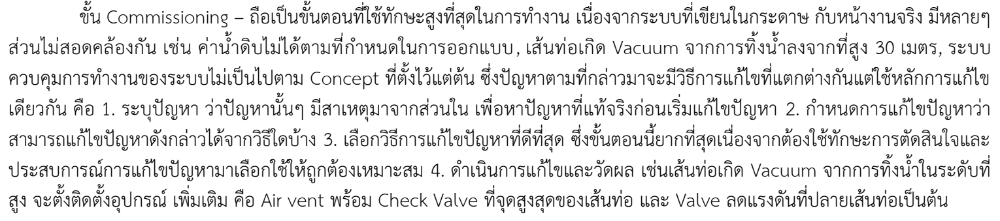 ขั้น Commissioning – ถือเป็นขั้นตอนที่ใช้ทักษะสูงที่สุดในการทำงาน เนื่องจากระบบที่เขียนในกระดาษ กับหน้างานจริง มีหลายๆ
ส่วนไม่สอดคล้องกัน เช่น ค่าน้ำดิบไม่ได้ตามที่กำหนดในการออกแบบ, เส้นท่อเกิด Vacuum จากการทิ้งน้ำลงจากที่สูง 30 เมตร, ระบบ
ควบคุมการทำงานของระบบไม่เป็นไปตาม Concept ที่ตั้งไว้แต่ต้น ซึ่งปัญหาตามที่กล่าวมาจะมีวิธีการแก้ไขที่แตกต่างกันแต่ใช้หลักการแก้ไข
เดียวกัน คือ 1. ระบุปัญหา ว่าปัญหานั้นๆ มีสาเหตุมาจากส่วนใน เพื่อหาปัญหาที่แท้จริงก่อนเริ่มแก้ไขปัญหา 2. กำหนดการแก้ไขปัญหาว่า
สามารถแก้ไขปัญหาดังกล่าวได้จากวิธีใดบ้าง 3. เลือกวิธีการแก้ไขปัญหาที่ดีที่สุด ซึ่งขั้นตอนนี้ยากที่สุดเนื่องจากต้องใช้ทักษะการตัดสินใจและ
ประสบการณ์การแก้ไขปัญหามาเลือกใช้ให้ถูกต้องเหมาะสม 4. ดำเนินการแก้ไขและวัดผล เช่นเส้นท่อเกิด Vacuum จากการทิ้งน้ำในระดับที่
สูง จะตั้งติดตั้งอุปกรณ์ เพิ่มเติม คือ Air vent พร้อม Check Valve ที่จุดสูงสุดของเส้นท่อ และ Valve ลดแรงดันที่ปลายเส้นท่อเป็นต้น